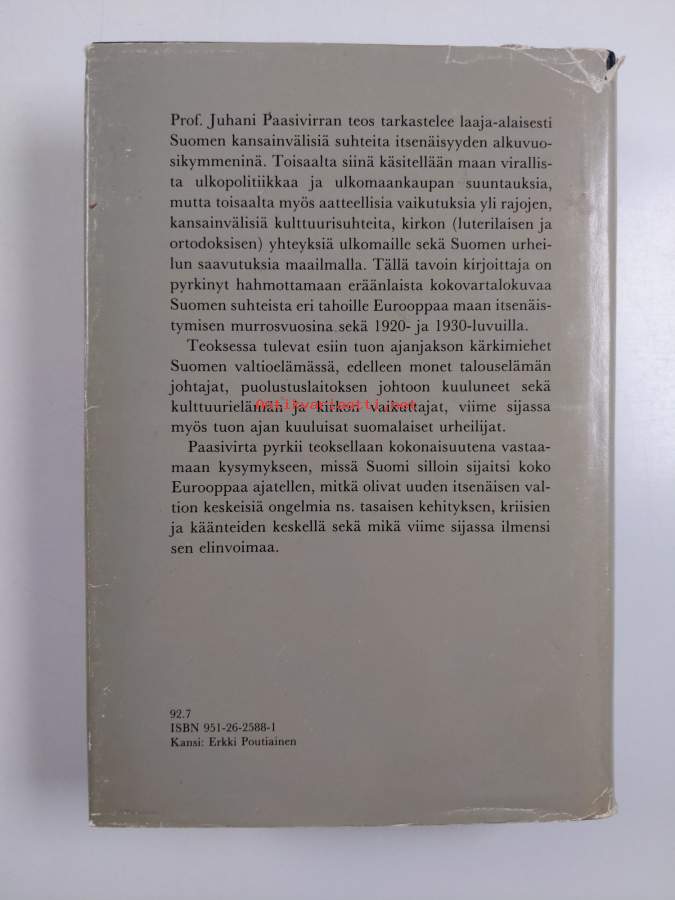 Prof. Juhani Paasivirran teos tarkastelee laaja-alaisesti
Suomen kansainvälisiä suhteita itsenäisyyden alkuvuo-
sikymmeninä. Toisaalta siinä käsitellään maan virallis-
ta ulkopolitiikkaa ja ulkomaankaupan suuntauksia,
mutta toisaalta myös aatteellisia vaikutuksia yli rajojen,
kansainvälisiä kulttuurisuhteita, kirkon (luterilaisen ja
ortodoksisen) yhteyksiä ulkomaille sekä Suomen urhei-
lun saavutuksia maailmalla. Tällä tavoin kirjoittaja on
pyrkinyt hahmottamaan eräänlaista kokovartalokuvaa
Suomen suhteista eri tahoille Eurooppaa maan itsenäis-
tymisen murrosvuosina sekä 1920- ja 1930-luvuilla.
Teoksessa tulevat esiin tuon ajanjakson kärkimiehet
Suomen valtioelämässä, edelleen monet talouselämän
johtajat, puolustuslaitoksen johtoon kuuluneet sekä
kulttuurielämän ja kirkon vaikuttajat, viime sijassa
Antikvariaatti.net
myös tuon ajan kuuluisat suomalaiset urheilijat.
Paasivirta pyrkii teoksellaan kokonaisuutena vastaa-
maan kysymykseen, missä Suomi silloin sijaitsi koko
Eurooppaa ajatellen, mitkä olivat uuden itsenäisen val-
tion keskeisiä ongelmia ns. tasaisen kehityksen, kriisien
ja käänteiden keskellä sekä mikä viime sijassa ilmensi
sen elinvoimaa.
92.7
ISBN 951-26-2588-1
Kansi: Erkki Poutiainen